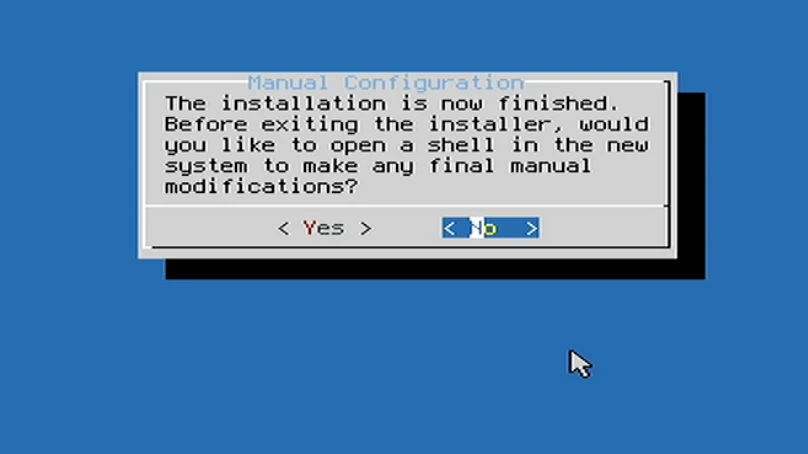 Manual Configuration
The installation is now finished.
Before exiting the installer, would
you like to open a shell in the new
system to make any final manual
modifications?
< Yes > < No >